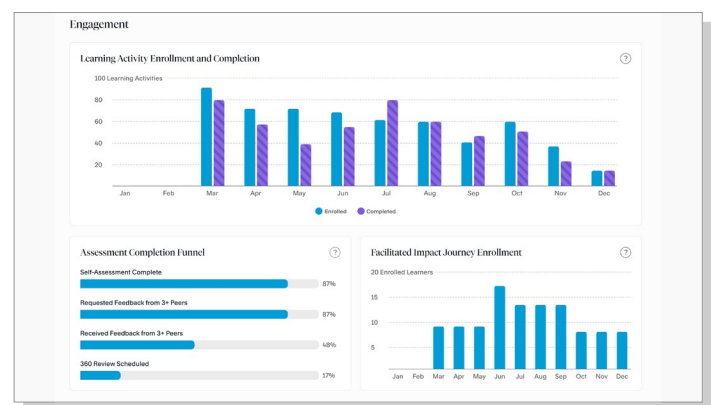 Engagement
Learning Activity Enrollment and Completion
?
100 Learning Activities
80
60
40
20
Jan Feb Mar Apr May Jun Jul Aug Sep Oct Nov Dec
Enrolled Completed
Assessment Completion Funnel
?
Self-Assessment Complete
87%
Requested Feedback from 3+ Peers
87%
Received Feedback from 3+ Peers
48%
360 Review Scheduled
17%
Facilitated Impact Journey Enrollment
?
20 Enrolled Learners
15
10
5
Jan Feb Mar Apr May Jun Jul Aug Sep Oct Nov Dec